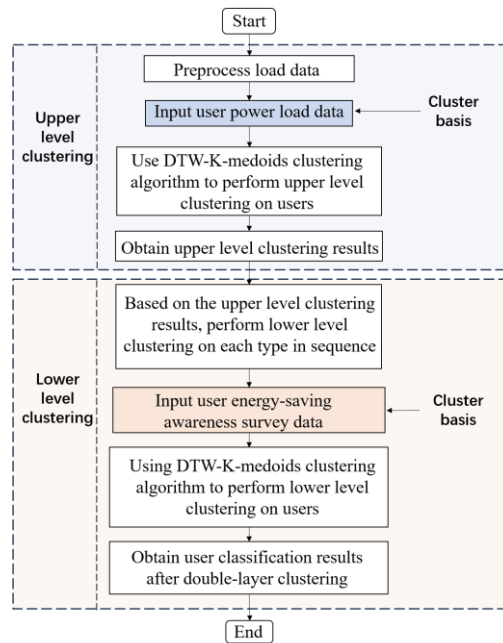 Start
Preprocess load data
Input user power load data
Cluster
basis
Upper
level
clustering
Use DTW-K-medoids clustering
algorithm to perform upper level
clustering on users
Obtain upper level clustering results
Based on the upper level clustering
results, perform lower level
clustering on each type in sequence
Lower
level
clustering
Input user energy-saving
awareness survey data
Cluster
basis
Using DTW-K-medoids clustering
algorithm to perform lower level
clustering on users
Obtain user classification results
after double-layer clustering
End